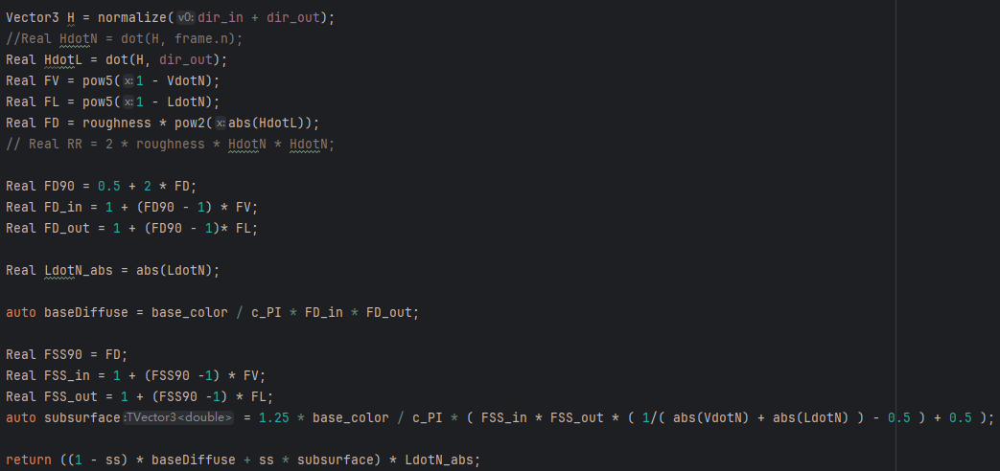 Vector3 H = normalize( v0: dir_in + dir_out);
//Real HdotN = dot(H, frame.n);
Real HdotL = dot(H, dir_out);
Real FV = pow5( x: 1 - VdotN);
Real FL = pow5( x: 1 - LdotN);
Real FD = roughness * pow2( x: abs(HdotL));
// Real RR = 2 * roughness * HdotN * HdotN;
Real FD90 = 0.5 + 2 * FD;
Real FD_in = 1 + (FD90 - 1) * FV;
Real FD_out = 1 + (FD90 - 1)* FL;
Real LdotN_abs = abs(LdotN);
auto baseDiffuse = base_color / c_PI * FD_in * FD_out;
Real FSS90 = FD;
Real FSS_in = 1 + (FSS90 -1) * FV;
Real FSS_out = 1 + (FSS90 -1) * FL;
auto subsurface :TVector3<double> = 1.25 * base_color / c_PI * ( FSS_in * FSS_out * ( 1/( abs(VdotN) + abs(LdotN) ) - 0.5 ) + 0.5 );
return ((1 - ss) * baseDiffuse + ss * subsurface) * LdotN_abs;